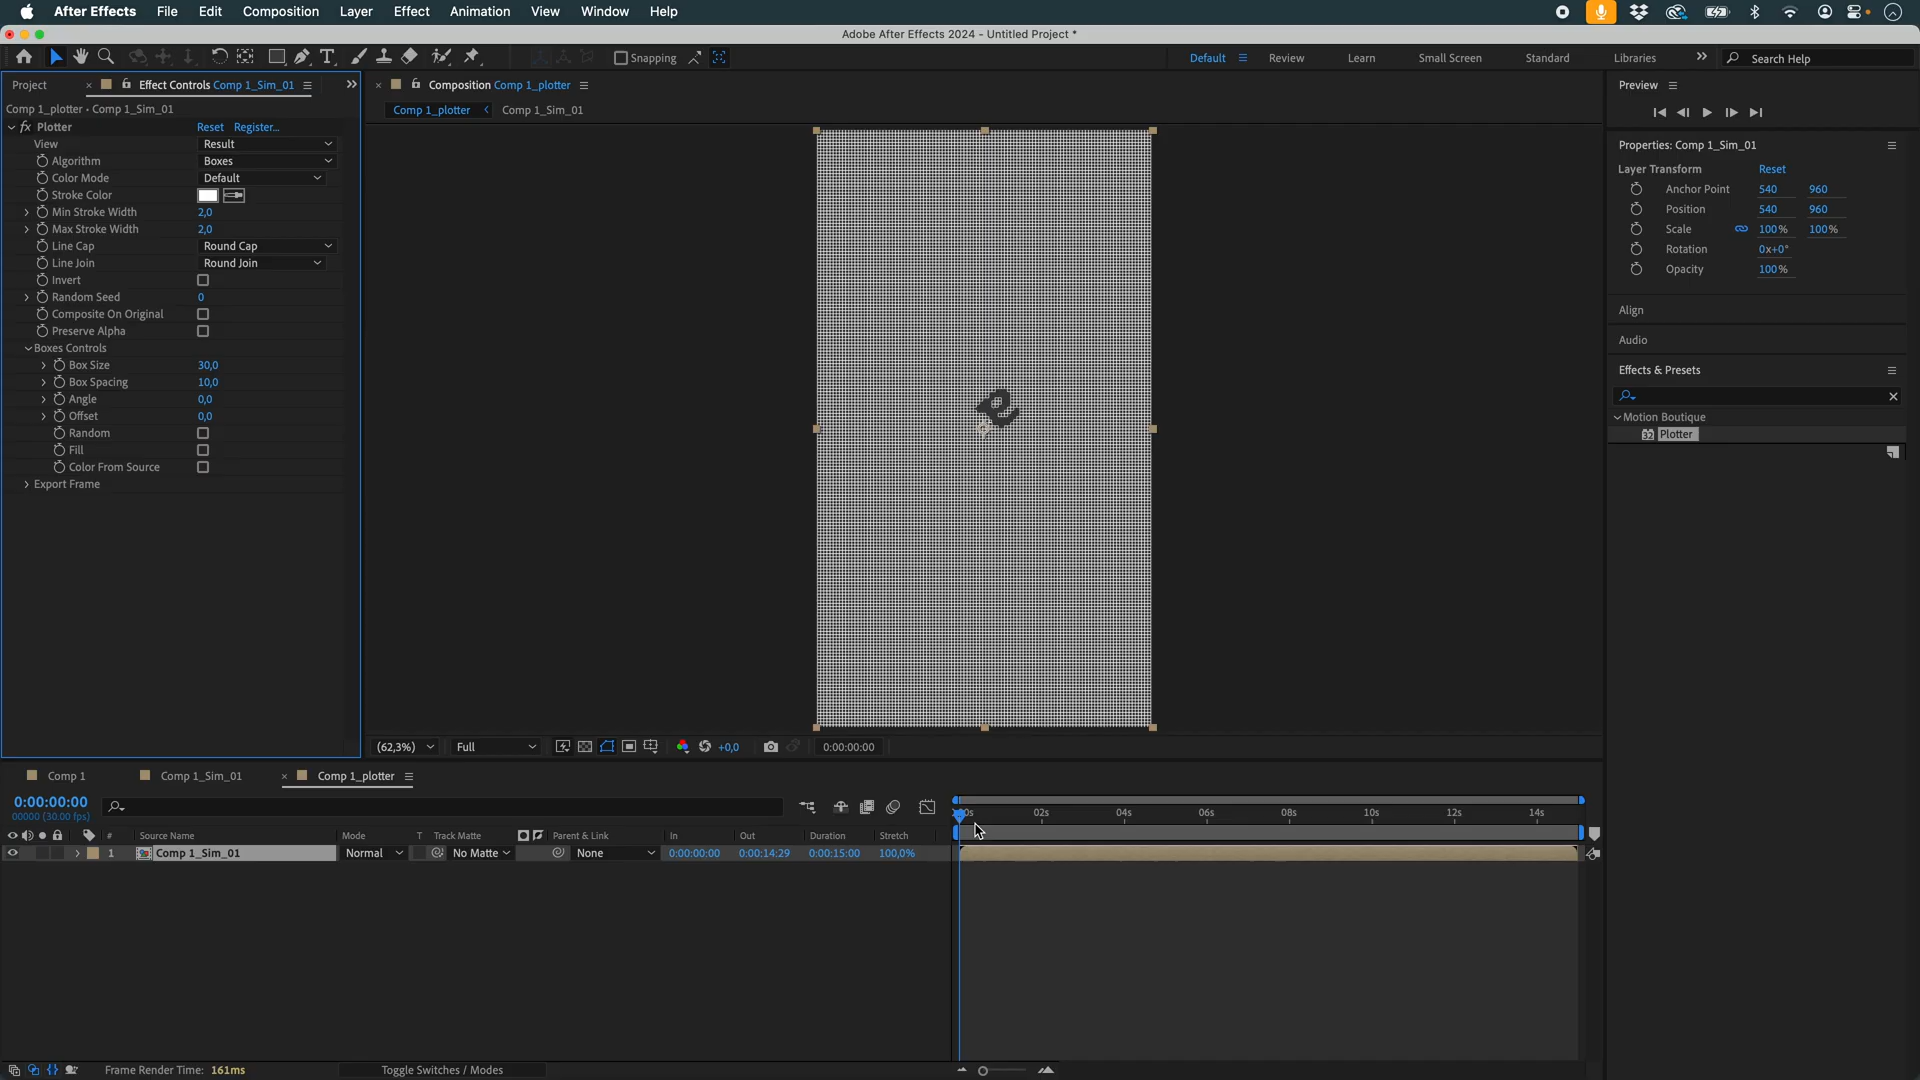 After Effects File Edit Composition Layer Effect Animation View Window Help
Adobe After Effects 2024 - Untitled Project *
Snapping Default Review Learn Small Screen Standard Libraries Search Help
Project Effect Controls Comp 1_Sim_01 Composition Comp 1_plotter Preview
Comp 1_plotter • Comp 1_Sim_01 Comp 1_plotter Comp 1_Sim_01
fx Plotter Reset Register...
View Result
Algorithm Boxes
Color Mode Default
Stroke Color
Min Stroke Width 2,0
Max Stroke Width 2,0
Line Cap Round Cap
Line Join Round Join
Invert
Random Seed 0
Composite On Original
Preserve Alpha
Boxes Controls
Box Size 30,0
Box Spacing 10,0
Angle 0,0
Offset 0,0
Random
Fill
Color From Source
Export Frame
e
Properties: Comp 1_Sim_01
Layer Transform Reset
Anchor Point 540 960
Position 540 960
Scale 100% 100%
Rotation 0x+0°
Opacity 100%
Align
Audio
Effects & Presets
Motion Boutique
32 Plotter
(62,3%) Full +0,0 0:00:00:00
Comp 1 Comp 1_Sim_01 Comp 1_plotter
0:00:00:00
00000 (30.00 fps)
02s 04s 06s 08s 10s 12s 14s
# Source Name Mode T Track Matte Parent & Link In Out Duration Stretch
1 Comp 1_Sim_01 Normal No Matte None 0:00:00:00 0:00:14:29 0:00:15:00 100,0%
Frame Render Time: 161ms Toggle Switches / Modes